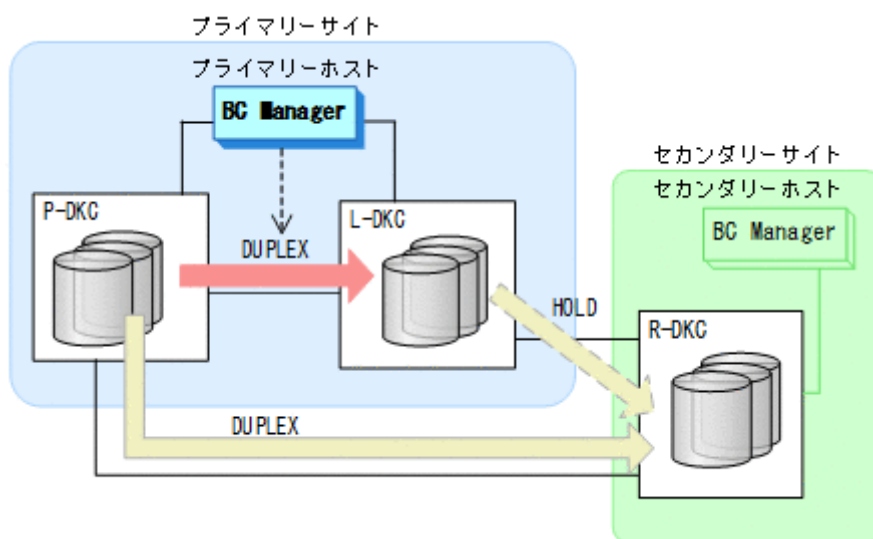 プライマリーサイト
プライマリーホスト
BC Manager
セカンダリーサイト
セカンダリーホスト
P-DKC
L-DKC
BC Manager
DUPLEX
HOLD
R-DKC
DUPLEX